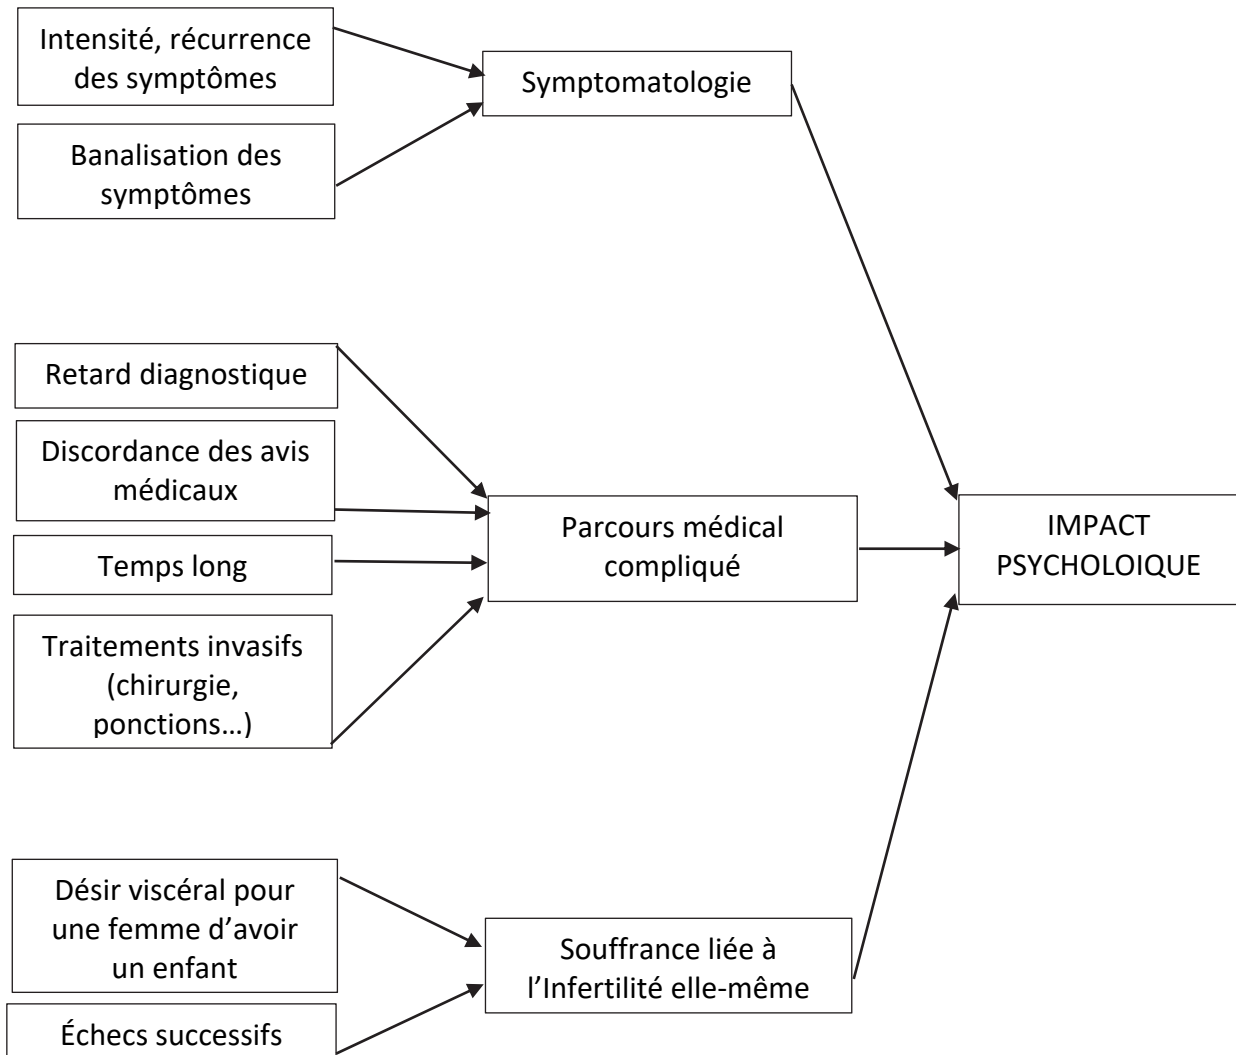 Intensité, récurrence
des symptômes
Symptomatologie
Banalisation des
symptômes
Retard diagnostique
Discordance des avis
médicaux
Temps long
Traitements invasifs
(chirurgie,
ponctions…)
Parcours médical
compliqué
IMPACT
PSYCHOLOIQUE
Désir viscéral pour
une femme d’avoir
un enfant
Échecs successifs
Souffrance liée à
l’Infertilité elle-même